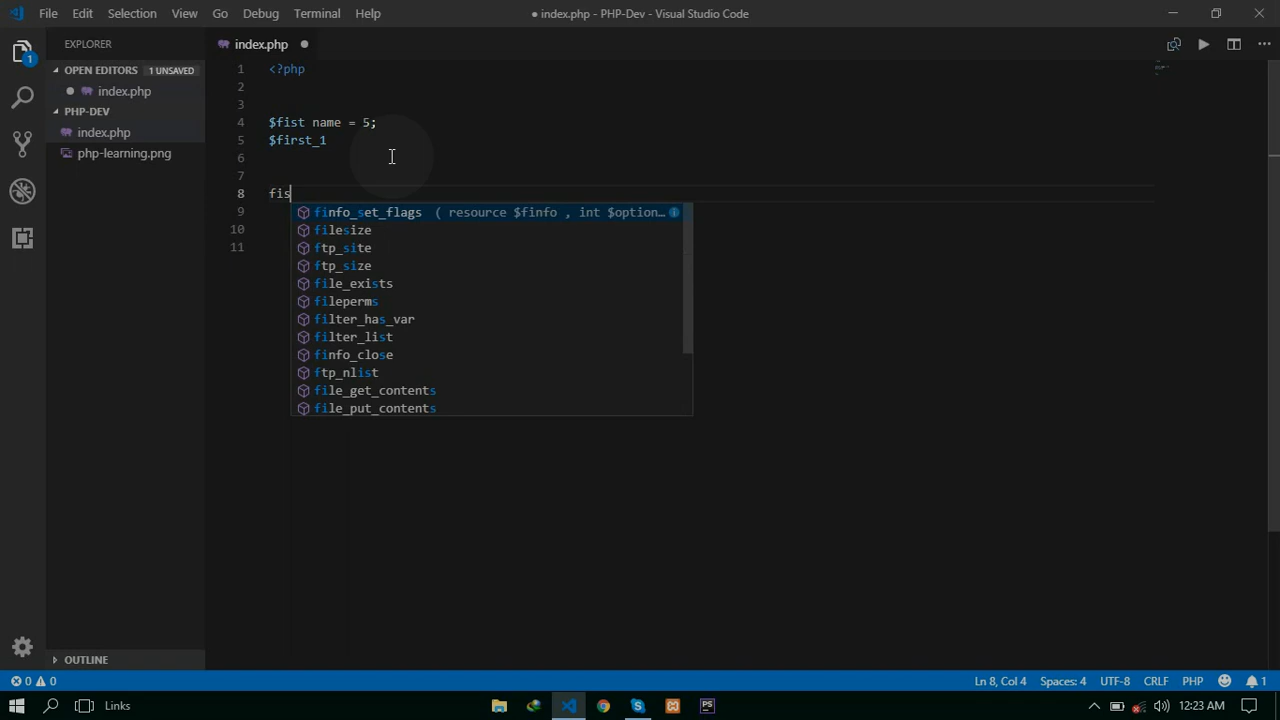 File Edit Selection View Go Debug Terminal Help
● index.php - PHP-Dev - Visual Studio Code
EXPLORER
index.php
OPEN EDITORS 1 UNSAVED
index.php
PHP-DEV
index.php
php-learning.png
OUTLINE
1
1 <?php
2
3
4 $fist name = 5;
5 $first_1
6
7
8 fis
9
10
11
finfo_set_flags ( resource $finfo , int $option…
filesize
ftp_site
ftp_size
file_exists
fileperms
filter_has_var
filter_list
finfo_close
ftp_nlist
file_get_contents
file_put_contents
0 0
Ln 8, Col 4 Spaces: 4 UTF-8 CRLF PHP 1
Links
PS
12:23 AM